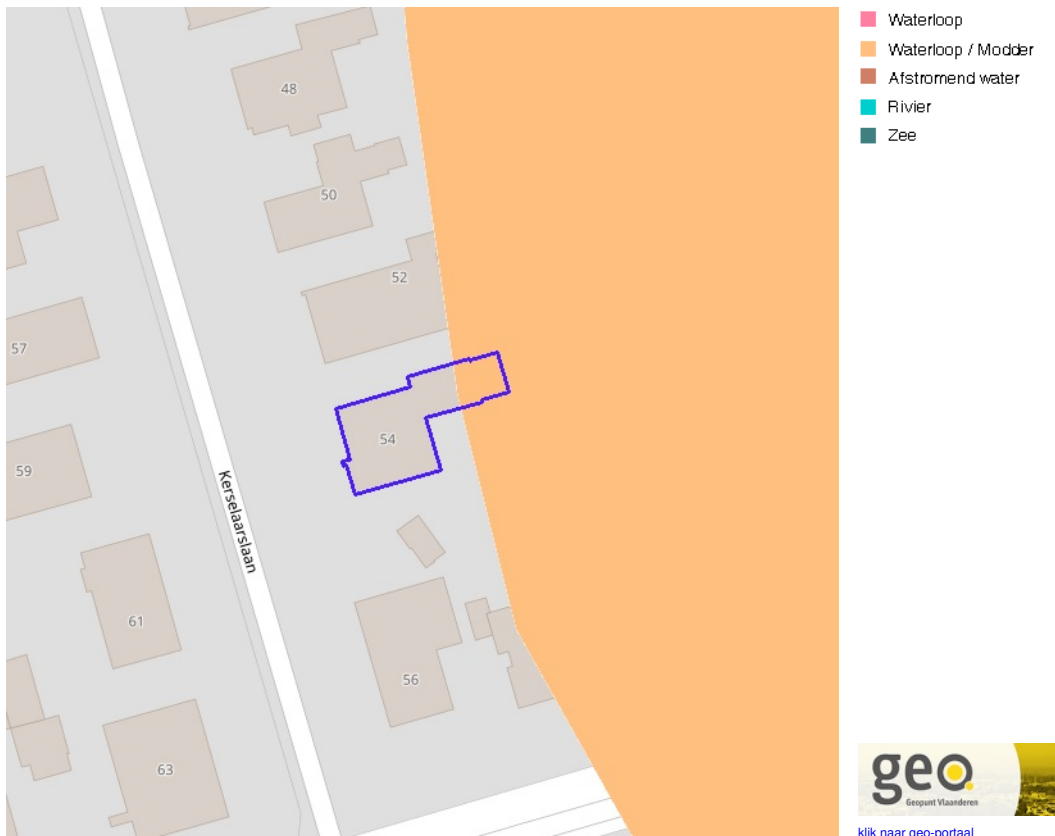 48
50
52
57
54
59
Kerselaarslaan
61
56
63
Waterloop
Waterloop / Modder
Afstromend water
Rivier
Zee
geo
Geopunt Vlaanderen
klik naar geo-portaal